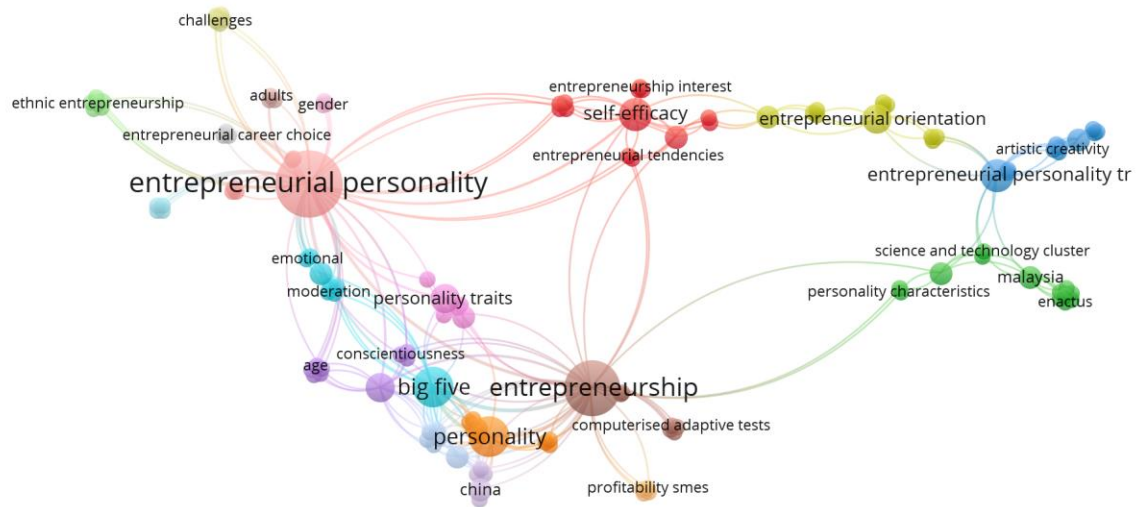 challenges
ethnic entrepreneurship
adults
gender
entrepreneurial career choice
entrepreneurial personality
entrepreneurship interest
self-efficacy
entrepreneurial tendencies
entrepreneurial orientation
artistic creativity
entrepreneurial personality tr
science and technology cluster
malaysia
personality characteristics
enactus
emotional
moderation
personality traits
conscientiousness
age
big five
entrepreneurship
computerised adaptive tests
personality
china
profitability smes